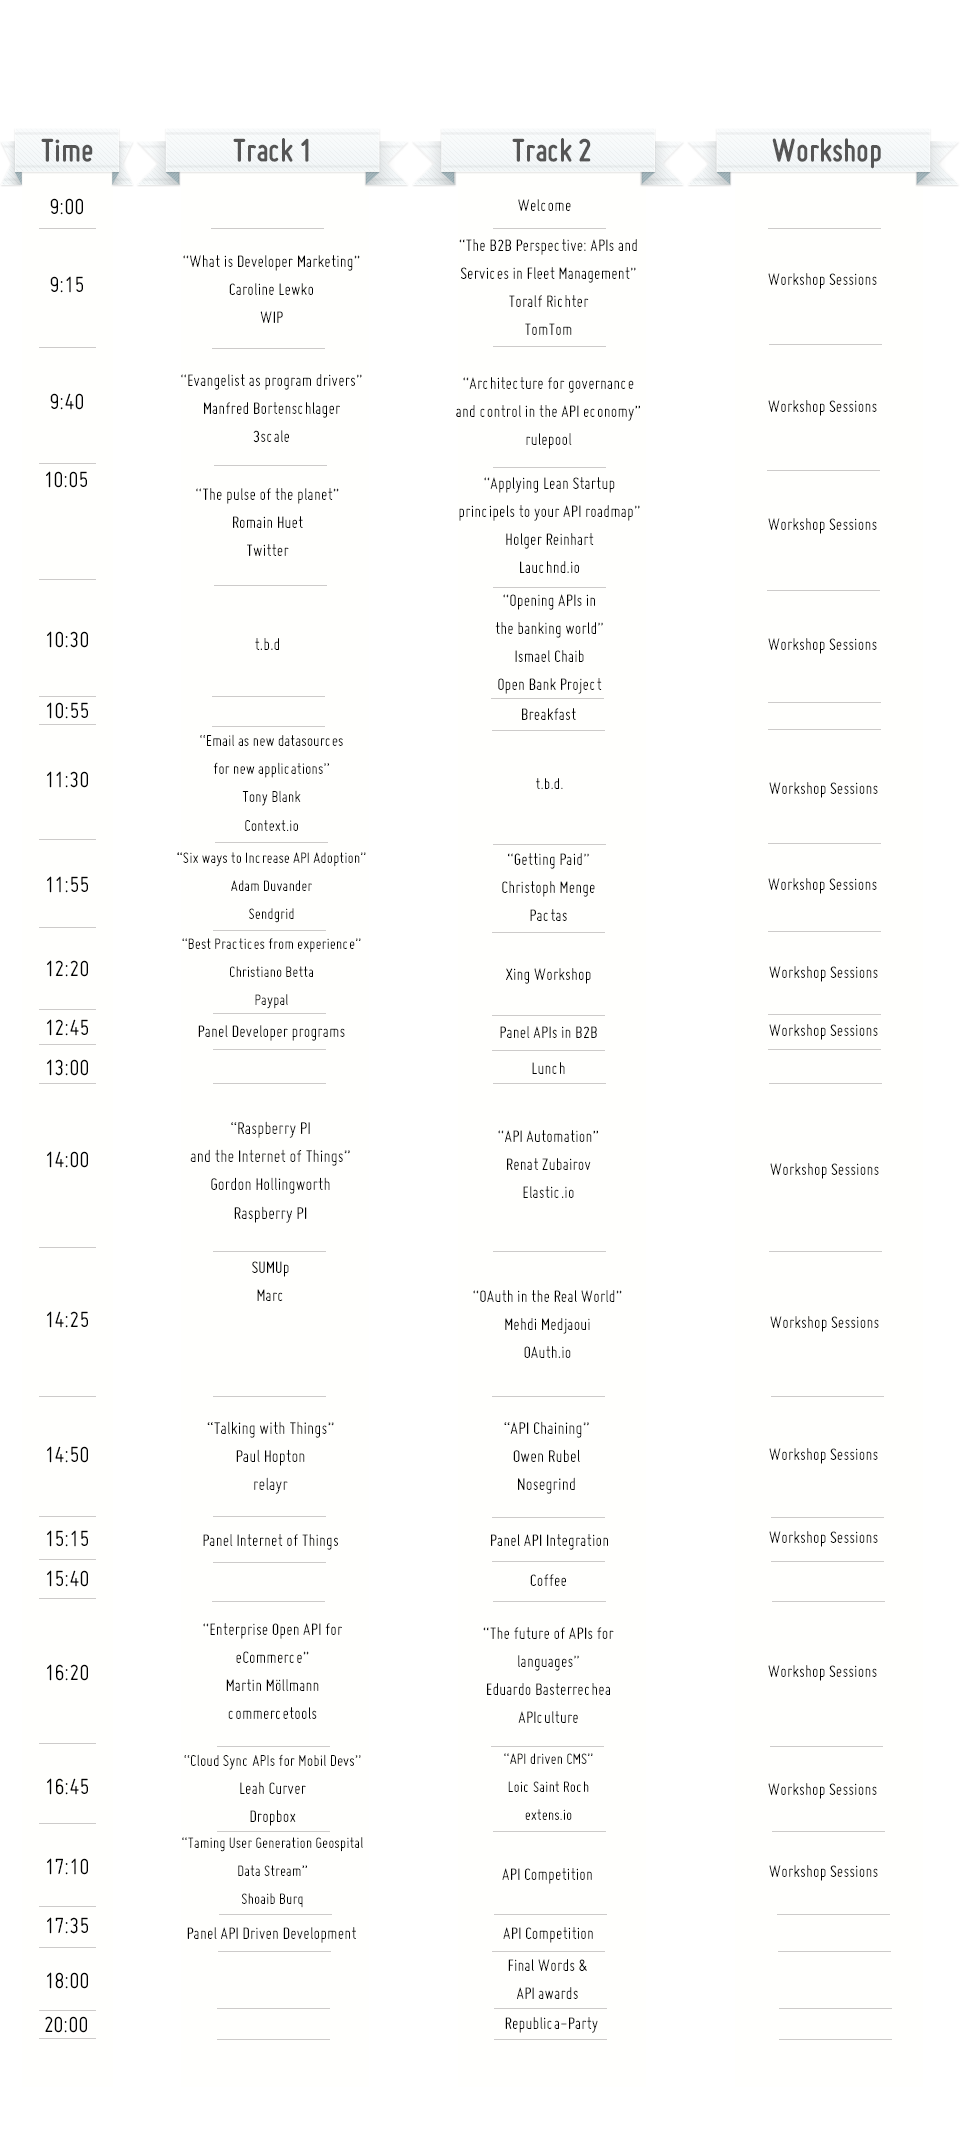 Time Track 1 Track 2 Workshop
9:00
Welcome
9:15
“What is Developer Marketing”
Caroline Lewko
WIP
“The B2B Perspective: APIs and
Services in Fleet Management”
Toralf Richter
TomTom
Workshop Sessions
9:40
“Evangelist as program drivers”
Manfred Bortenschlager
3scale
“Architecture for governance
and control in the API economy”
rulepool
Workshop Sessions
10:05
“The pulse of the planet”
Romain Huet
Twitter
“Applying Lean Startup
principels to your API roadmap”
Holger Reinhart
Lauchnd.io
Workshop Sessions
10:30
t.b.d
“Opening APIs in
the banking world”
Ismael Chaib
Open Bank Project
Workshop Sessions
10:55
Breakfast
11:30
“Email as new datasources
for new applications”
Tony Blank
Context.io
t.b.d.
Workshop Sessions
11:55
“Six ways to Increase API Adoption”
Adam Duvander
Sendgrid
“Getting Paid”
Christoph Menge
Pactas
Workshop Sessions
12:20
“Best Practices from experience”
Christiano Betta
Paypal
Xing Workshop
Workshop Sessions
12:45
Panel Developer programs
Panel APIs in B2B
Workshop Sessions
13:00
Lunch
14:00
“Raspberry PI
and the Internet of Things”
Gordon Hollingworth
Raspberry PI
“API Automation”
Renat Zubairov
Elastic.io
Workshop Sessions
14:25
SUMUp
Marc
“OAuth in the Real World”
Mehdi Medjaoui
OAuth.io
Workshop Sessions
14:50
“Talking with Things”
Paul Hopton
relayr
“API Chaining”
Owen Rubel
Nosegrind
Workshop Sessions
15:15
Panel Internet of Things
Panel API Integration
Workshop Sessions
15:40
Coffee
16:20
“Enterprise Open API for
eCommerce”
Martin Möllmann
commercetools
“The future of APIs for
languages”
Eduardo Basterrechea
APIculture
Workshop Sessions
16:45
“Cloud Sync APIs for Mobil Devs”
Leah Curver
Dropbox
“API driven CMS”
Loic Saint Roch
extens.io
Workshop Sessions
17:10
“Taming User Generation Geospital
Data Stream”
Shoaib Burq
API Competition
Workshop Sessions
17:35
Panel API Driven Development
API Competition
18:00
Final Words &
API awards
20:00
Republica-Party